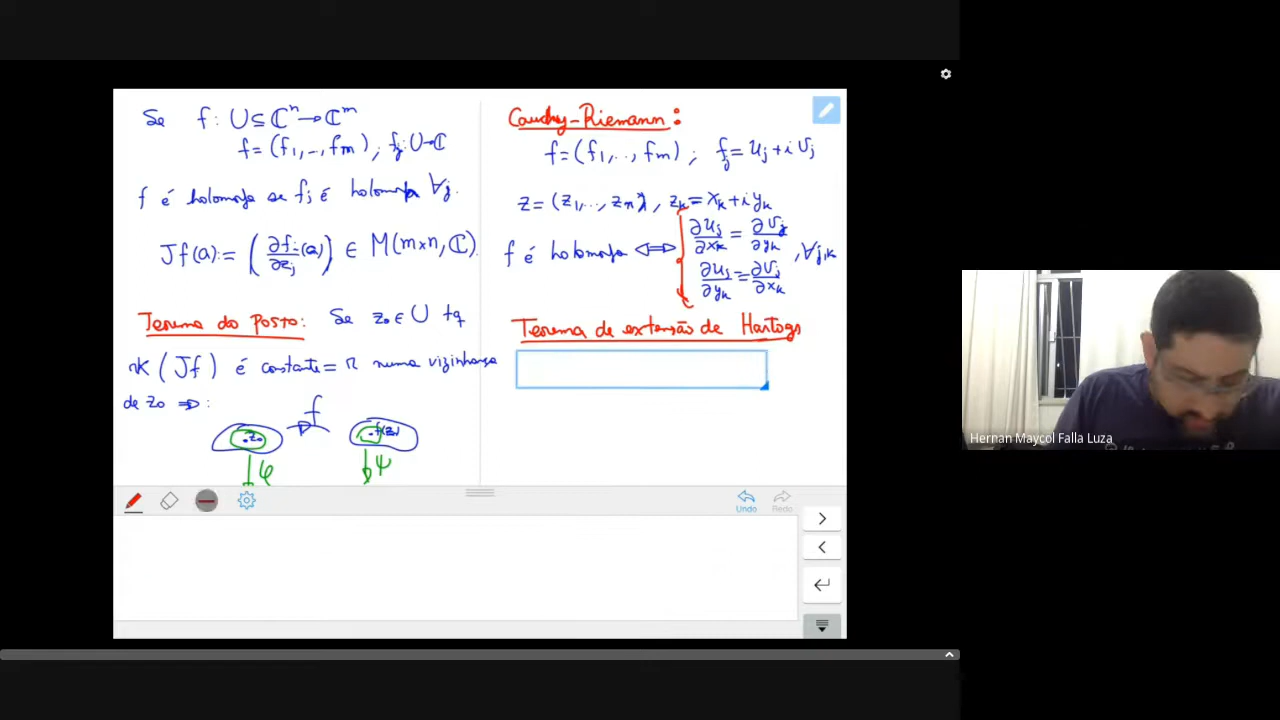 Se f: U ⊆ ℂⁿ → ℂᵐ
f = (f₁, ..., fm) ; fj: U → ℂ
f é holomorfa se fj é holomorfa ∀j.
Jf(a) := (∂fi/∂zj (a)) ∈ M(m×n, ℂ).
Teorema do Posto: Se z₀ ∈ U tq
rk (Jf) é constante = r numa vizinhança
de z₀ ⇒:
f
z₀ f(z₀)
φ ψ
Cauchy-Riemann:
f = (f₁, .., fm) ; fj = uj + i vj
z = (z₁, ..., zn), zk = xk + i yk
f é holomorfa ⟺ { ∂uj/∂xk = ∂vj/∂yk
∂uj/∂yk = ∂vj/∂xk , ∀j,k
Teorema de extensão de Hartogs
Undo Redo
Hernan Maycol Falla Luza